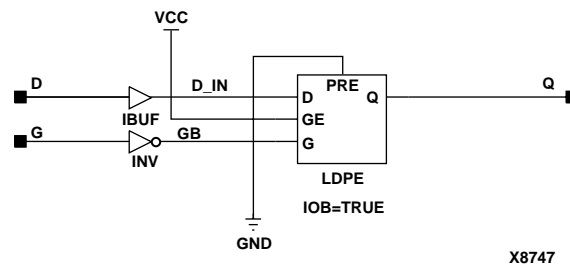 VCC
D
D_IN
PRE
Q
D
Q
IBUF
GE
G
GB
G
INV
LDPE
IOB=TRUE
GND
X8747